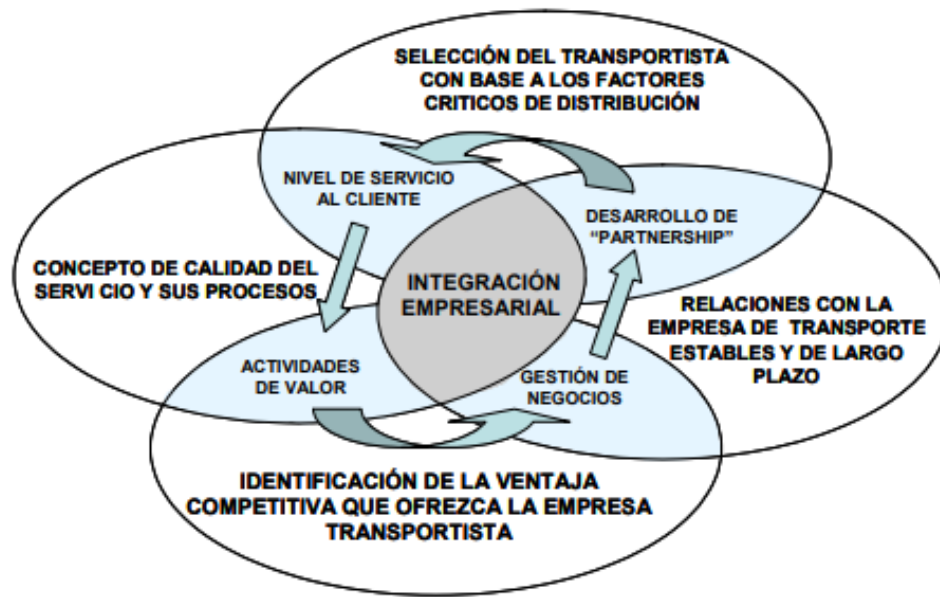 SELECCIÓN DEL TRANSPORTISTA
CON BASE A LOS FACTORES
CRITICOS DE DISTRIBUCIÓN
NIVEL DE SERVICIO
AL CLIENTE
DESARROLLO DE
“PARTNERSHIP”
CONCEPTO DE CALIDAD DEL
SERVI CIO Y SUS PROCESOS
INTEGRACIÓN
EMPRESARIAL
RELACIONES CON LA
EMPRESA DE TRANSPORTE
ESTABLES Y DE LARGO
PLAZO
ACTIVIDADES
DE VALOR
GESTIÓN DE
NEGOCIOS
IDENTIFICACIÓN DE LA VENTAJA
COMPETITIVA QUE OFREZCA LA EMPRESA
TRANSPORTISTA